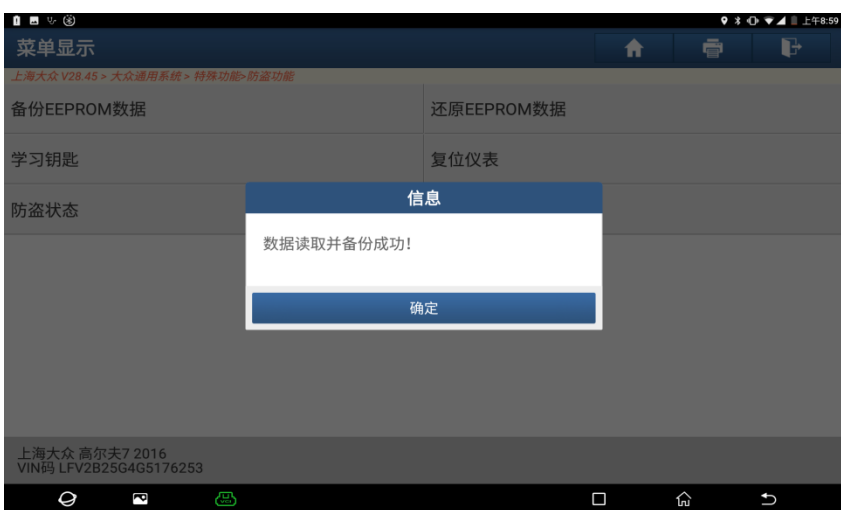 上午8:59
菜单显示
上海大众 V28.45 > 大众通用系统 > 特殊功能>防盗功能
备份EEPROM数据
还原EEPROM数据
学习钥匙
复位仪表
防盗状态
信息
数据读取并备份成功!
确定
上海大众 高尔夫7 2016
VIN码 LFV2B25G4G5176253